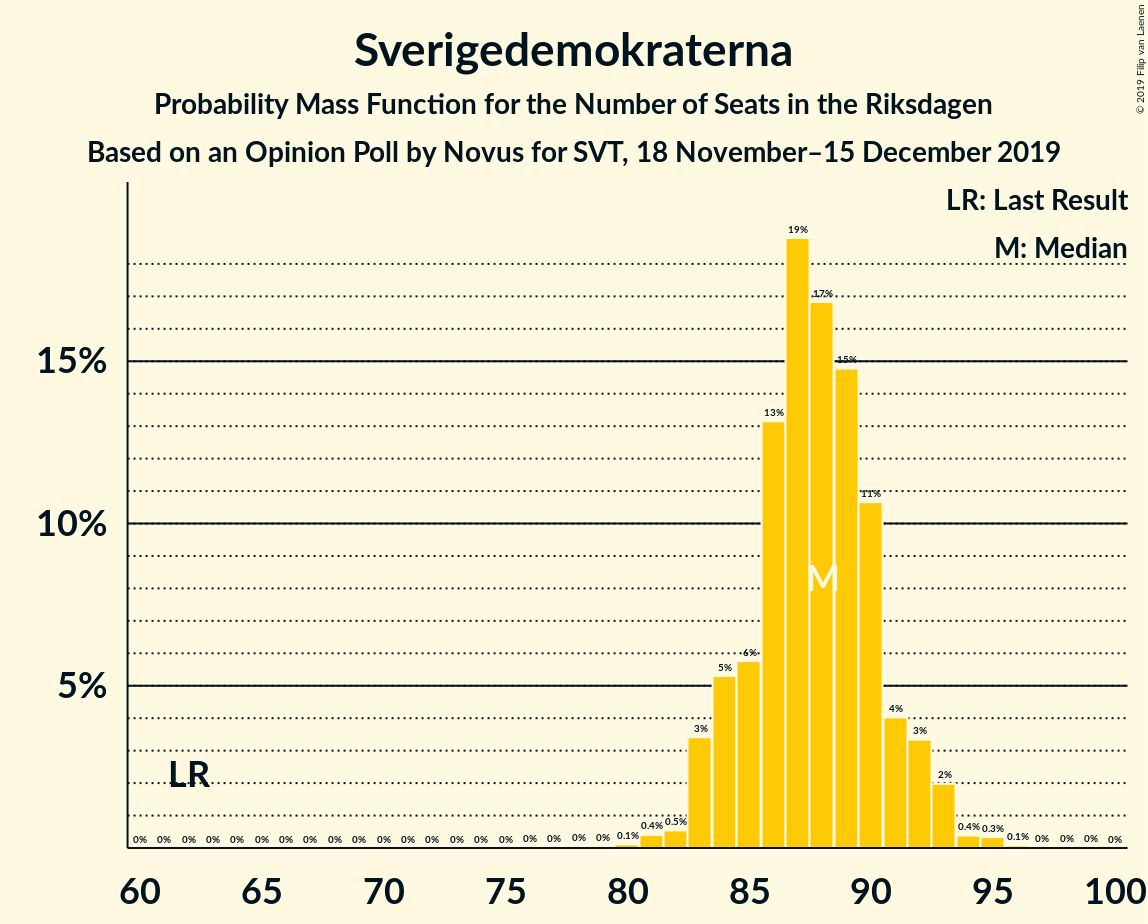 © 2019 Filip van Laenen
Sverigedemokraterna
Probability Mass Function for the Number of Seats in the Riksdagen
Based on an Opinion Poll by Novus for SVT, 18 November–15 December 2019
LR: Last Result
M: Median
15%
10%
5%
LR
M
0% 0% 0% 0% 0% 0% 0% 0% 0% 0% 0% 0% 0% 0% 0% 0% 0% 0% 0% 0% 0.1% 0.4% 0.5% 3% 5% 6% 13% 19% 17% 15% 11% 4% 3% 2% 0.4% 0.3% 0.1% 0% 0% 0% 0%
60 65 70 75 80 85 90 95 100